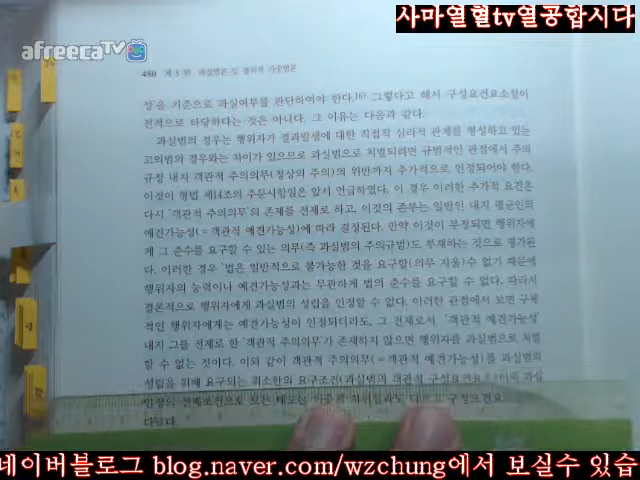 사마열혈tv열공합시다
afreecaTV
480 제 5 편 과실범론 및 결과적 가중범론
성'을 기준으로 과실여부를 판단하여야 한다.16) 그렇다고 해서 구성요건요소설이
전적으로 타당하다는 것은 아니다. 그 이유는 다음과 같다.
과실범의 경우는 행위자가 결과발생에 대한 직접적 심리적 관계를 형성하고 있는
고의범의 경우와는 차이가 있으므로 과실범으로 처벌되려면 규범적인 관점에서 주의
규정 내지 객관적 주의의무(정상의 주의)의 위반까지 추가적으로 인정되어야 한다.
이것이 형법 제14조의 주문시항임은 앞서 언급하였다. 이 경우 이러한 추가적 요건은
다시 '객관적 주의의무'의 존재를 전제로 하고, 이것의 존부는 일반인 내지 평균인의
예견가능성(=객관적 예견가능성)에 따라 결정된다. 만약 이것이 부정되면 행위자에
게 그 준수를 요구할 수 있는 의무(즉 과실범의 주의규범)도 부재하는 것으로 평가된
다. 이러한 경우 '법은 일반적으로 불가능한 것을 요구할(의무 지울) 수 없기 때문에
행위자의 능력이나 예견가능성과는 무관하게 법의 준수를 요구할 수 없다. 따라서
결론적으로 행위자에게 과실범의 성립을 인정할 수 없다. 이러한 관점에서 보면 구체
적인 행위자에게는 예견가능성이 인정되더라도, 그 전제로서 '객관적 예견가능성'
내지 그를 전제로 한 '객관적 주의의무'가 존재하지 않으면 행위자를 과실범으로 처벌
할 수 없는 것이다. 이와 같이 객관적 주의의무(=객관적 예견가능성)를 과실범의
성립을 위해 요구되는 최소한의 요구조건(과실범의 객관적 구성요건요소)
인정의 전제조건으로 보는 태도는 구성요건요소
다르다.
네이버블로그 blog.naver.com/wzchung에서 보실수 있습